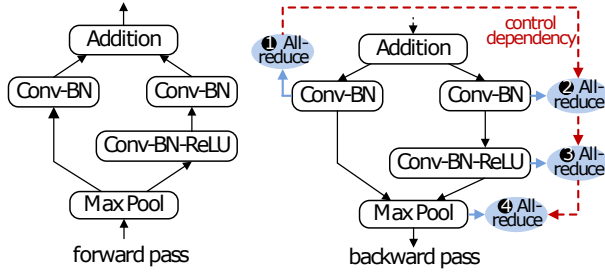 Addition
Conv-BN
Conv-BN
Conv-BN-ReLU
Max Pool
forward pass
❶ All-
reduce
control
dependency
Addition
Conv-BN
Conv-BN
❷ All-
reduce
Conv-BN-ReLU
❸ All-
reduce
Max Pool
❹ All-
reduce
backward pass